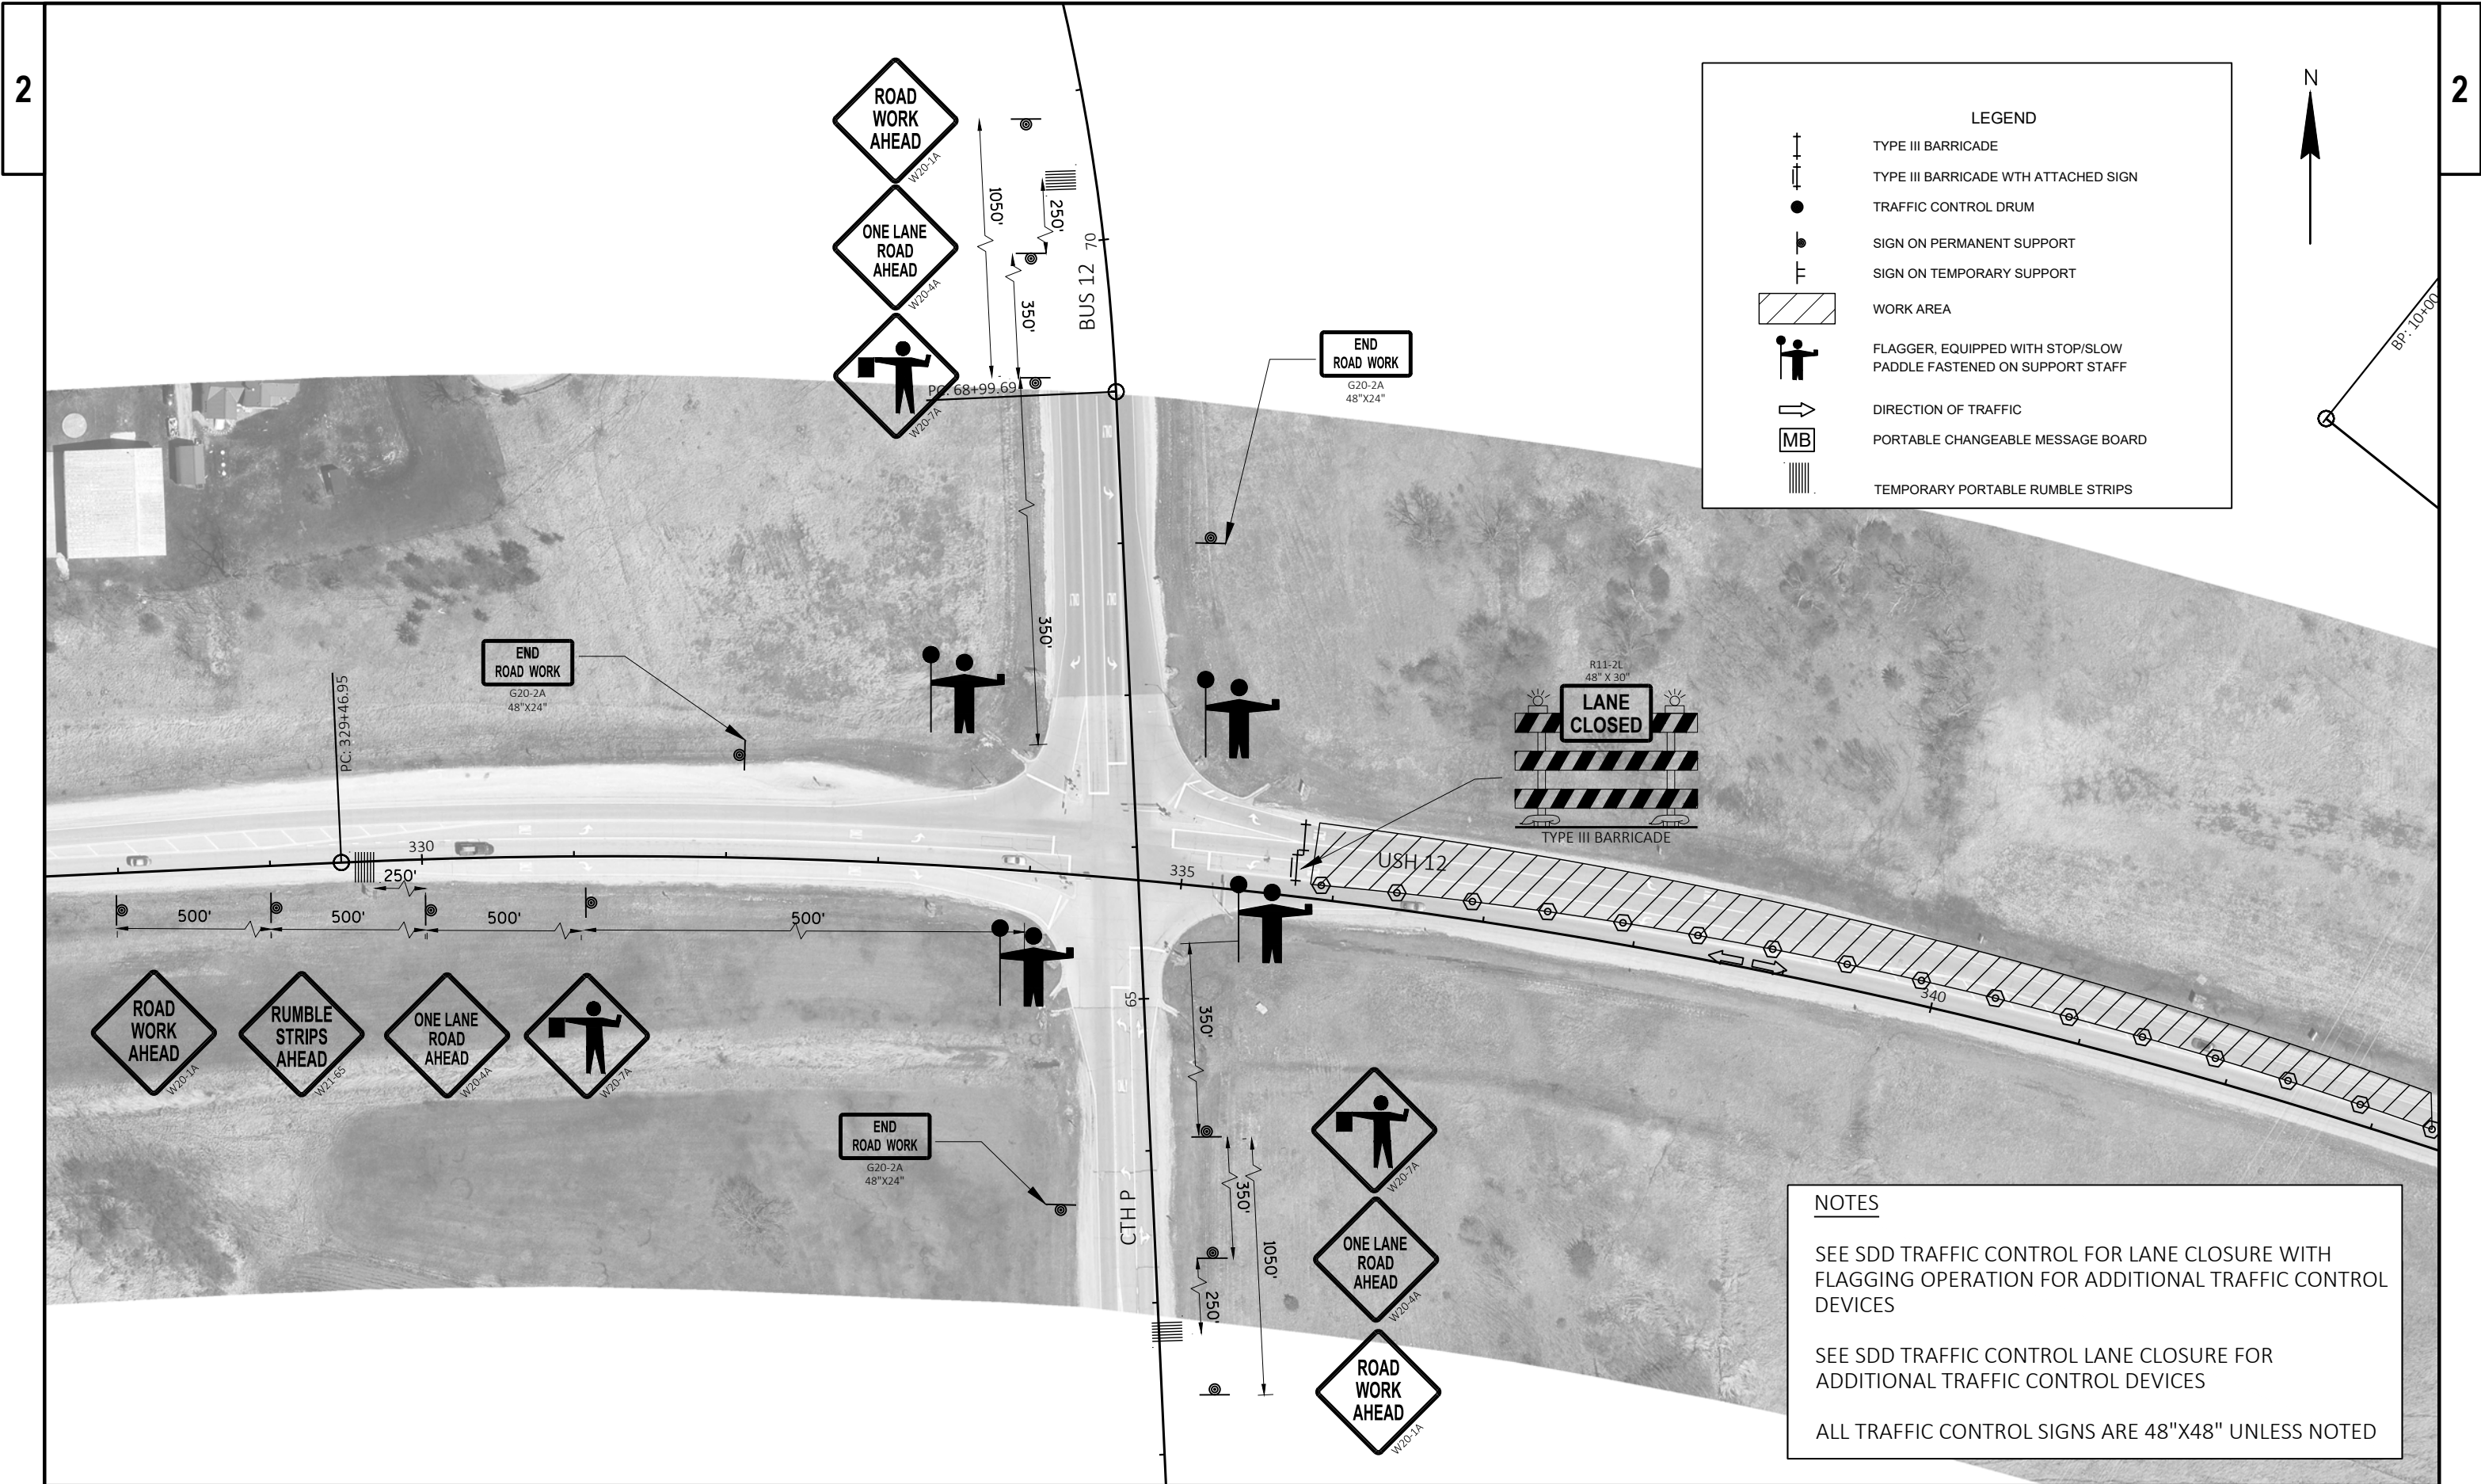 2
2
ROAD
WORK
AHEAD
W20-1A
ONE LANE
ROAD
AHEAD
W20-4A
W20-7A
1050'
250'
350'
BUS 12
70
PC: 68+99.69
350'
END
ROAD WORK
G20-2A
48"X24"
LEGEND
TYPE III BARRICADE
TYPE III BARRICADE WTH ATTACHED SIGN
TRAFFIC CONTROL DRUM
SIGN ON PERMANENT SUPPORT
SIGN ON TEMPORARY SUPPORT
WORK AREA
FLAGGER, EQUIPPED WITH STOP/SLOW
PADDLE FASTENED ON SUPPORT STAFF
DIRECTION OF TRAFFIC
MB
PORTABLE CHANGEABLE MESSAGE BOARD
TEMPORARY PORTABLE RUMBLE STRIPS
N
BP: 10+00
END
ROAD WORK
G20-2A
48"X24"
PC: 329+46.95
R11-2L
48" X 30"
LANE
CLOSED
TYPE III BARRICADE
330
335
USH 12
340
65
250'
500'
500'
500'
500'
ROAD
WORK
AHEAD
W20-1A
RUMBLE
STRIPS
AHEAD
W21-65
ONE LANE
ROAD
AHEAD
W20-4A
W20-7A
END
ROAD WORK
G20-2A
48"X24"
CTH P
350'
350'
1050'
250'
W20-7A
ONE LANE
ROAD
AHEAD
W20-4A
ROAD
WORK
AHEAD
W20-1A
NOTES
SEE SDD TRAFFIC CONTROL FOR LANE CLOSURE WITH
FLAGGING OPERATION FOR ADDITIONAL TRAFFIC CONTROL
DEVICES
SEE SDD TRAFFIC CONTROL LANE CLOSURE FOR
ADDITIONAL TRAFFIC CONTROL DEVICES
ALL TRAFFIC CONTROL SIGNS ARE 48"X48" UNLESS NOTED